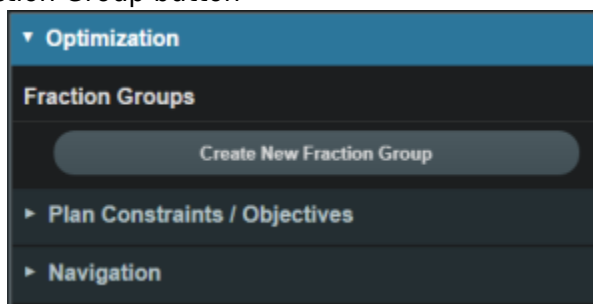 Optimization
Fraction Groups
Create New Fraction Group
Plan Constraints / Objectives
Navigation